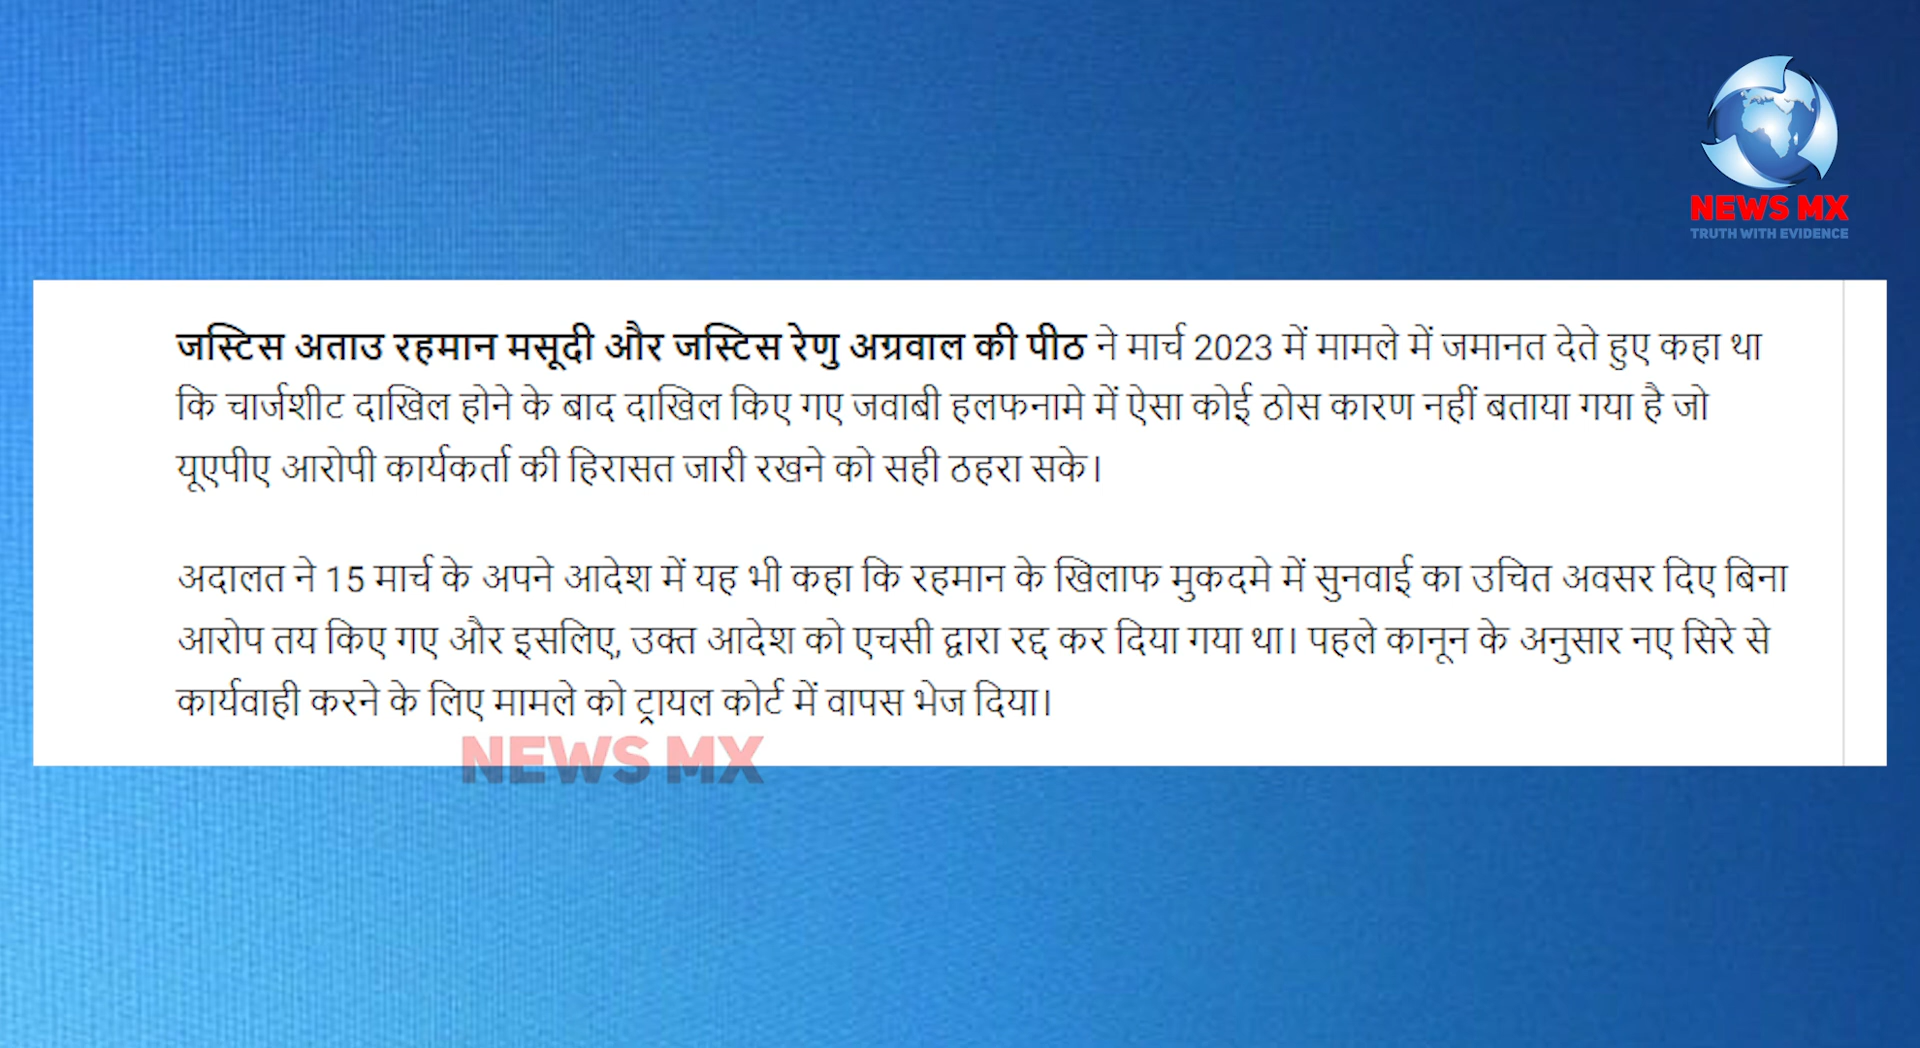 NEWS MX
TRUTH WITH EVIDENCE
जस्टिस अताउ रहमान मसूदी और जस्टिस रेणु अग्रवाल की पीठ ने मार्च 2023 में मामले में जमानत देते हुए कहा था
कि चार्जशीट दाखिल होने के बाद दाखिल किए गए जवाबी हलफनामे में ऐसा कोई ठोस कारण नहीं बताया गया है जो
यूएपीए आरोपी कार्यकर्ता की हिरासत जारी रखने को सही ठहरा सके।
अदालत ने 15 मार्च के अपने आदेश में यह भी कहा कि रहमान के खिलाफ मुकदमे में सुनवाई का उचित अवसर दिए बिना
आरोप तय किए गए और इसलिए, उक्त आदेश को एचसी द्वारा रद्द कर दिया गया था। पहले कानून के अनुसार नए सिरे से
कार्यवाही करने के लिए मामले को ट्रायल कोर्ट में वापस भेज दिया।
NEWS MX